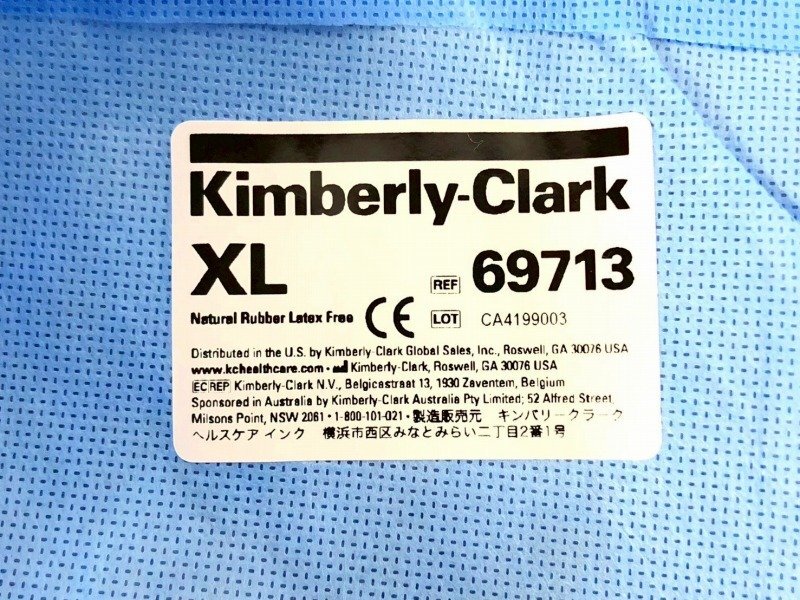 Kimberly-Clark
XL REF 69713
Natural Rubber Latex Free CE LOT CA4199003
Distributed in the U.S. by Kimberly-Clark Global Sales, Inc., Roswell, GA 30076 USA
www.kchealthcare.com • Kimberly-Clark, Roswell, GA 30076 USA
EC REP Kimberly-Clark N.V., Belgicastraat 13, 1930 Zaventem, Belgium
Sponsored in Australia by Kimberly-Clark Australia Pty Limited; 52 Alfred Street,
Milsons Point, NSW 2061 • 1-800-101-021 • 製造販売元 キンバリークラーク
ヘルスケア インク 横浜市西区みなとみらい二丁目2番1号